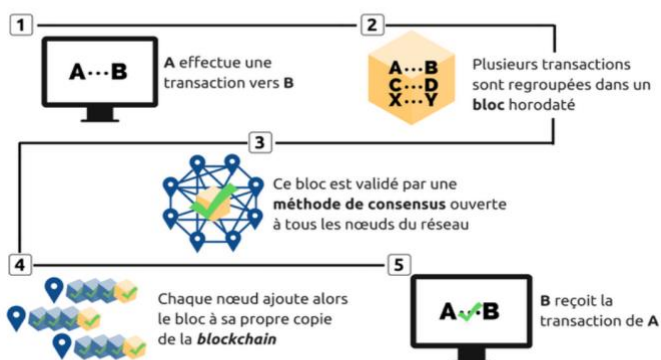 1
A···B
A effectue une
transaction vers B
2
A···B
C···D
X···Y
Plusieurs transactions
sont regroupées dans un
bloc horodaté
3
Ce bloc est validé par une
méthode de consensus ouverte
à tous les nœuds du réseau
4
Chaque nœud ajoute alors
le bloc à sa propre copie
de la blockchain
5
A B
B reçoit la
transaction de A